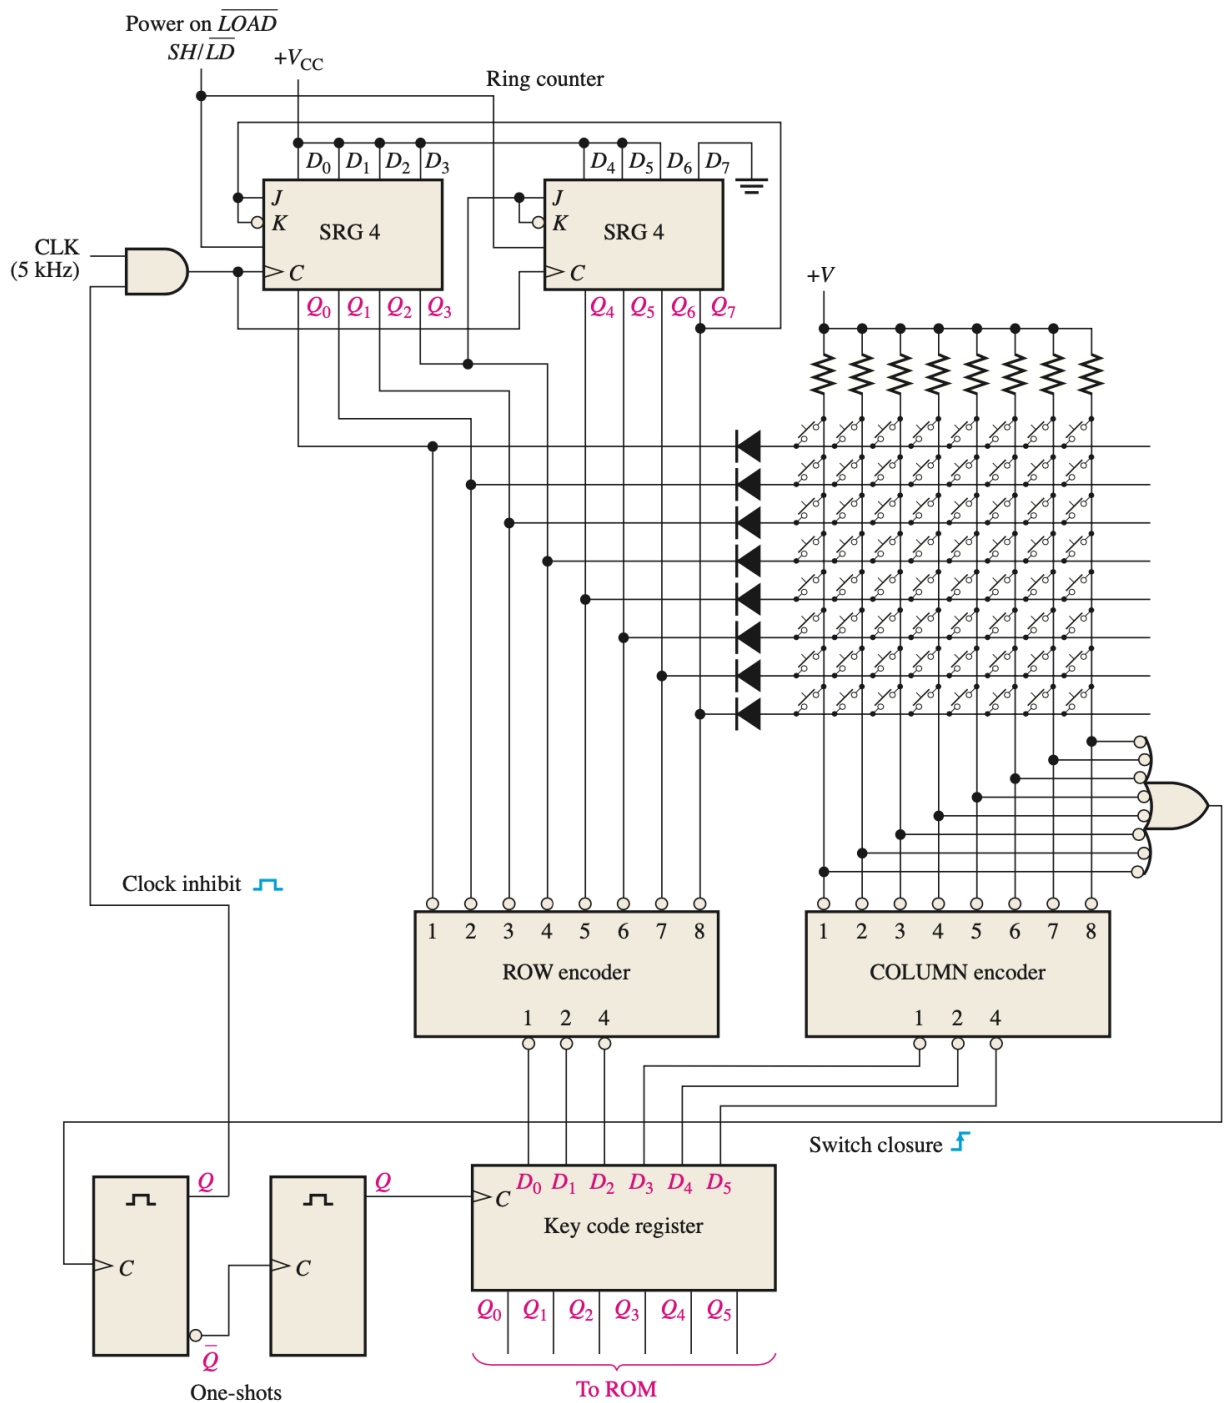 Power on L̅O̅A̅D̅
SH/L̅D̅
+VCC
Ring counter
D0 D1 D2 D3
D4 D5 D6 D7
J
K
SRG 4
C
J
K
SRG 4
C
CLK
(5 kHz)
Q0 Q1 Q2 Q3
Q4 Q5 Q6 Q7
+V
Clock inhibit
1 2 3 4 5 6 7 8
ROW encoder
1 2 4
1 2 3 4 5 6 7 8
COLUMN encoder
1 2 4
Switch closure
Q
C
Q̅
Q
C
One-shots
D0 D1 D2 D3 D4 D5
C
Key code register
Q0 Q1 Q2 Q3 Q4 Q5
To ROM